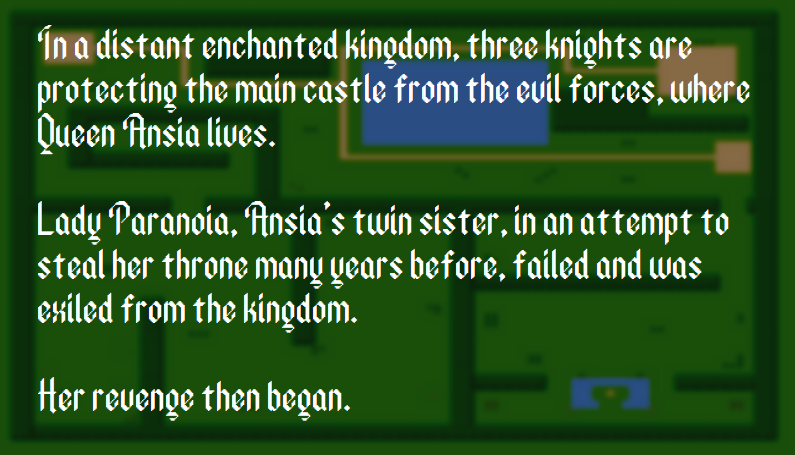 In a distant enchanted kingdom, three knights are
protecting the main castle from the evil forces, where
Queen Ansia lives.
Lady Paranoia, Ansia's twin sister, in an attempt to
steal her throne many years before, failed and was
exiled from the kingdom.
Her revenge then began.